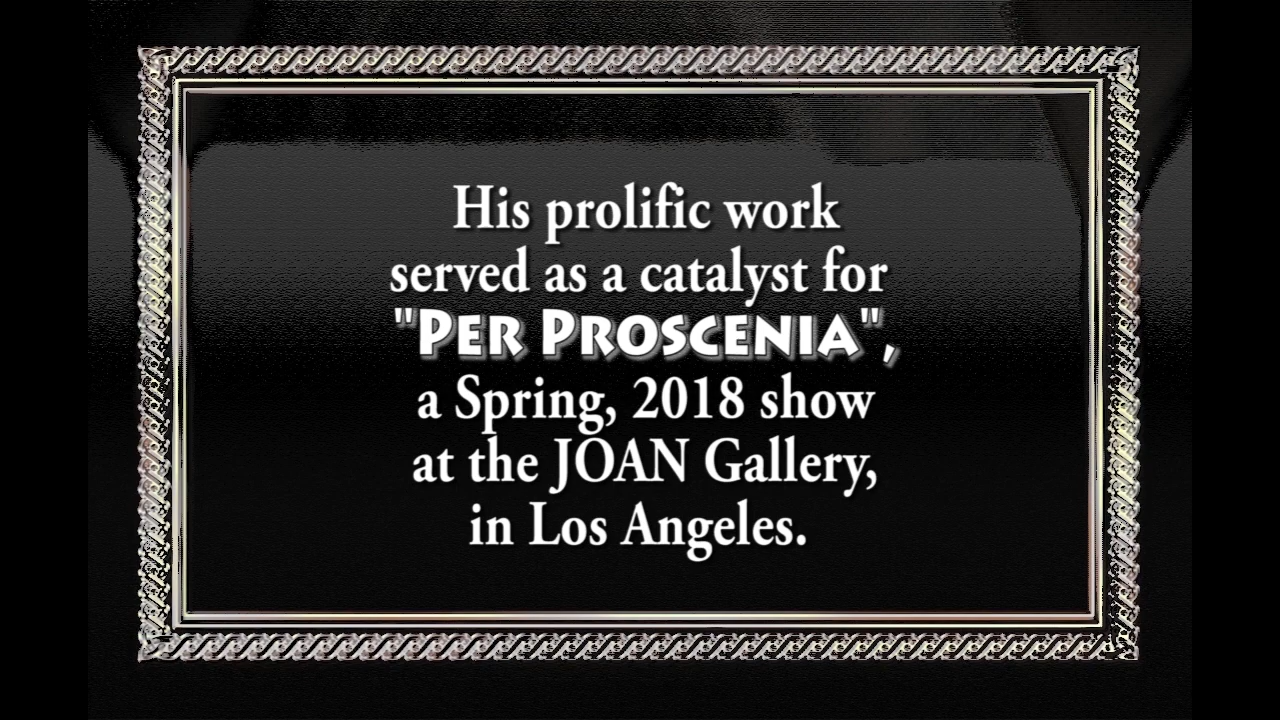 His prolific work
served as a catalyst for
"PER PROSCENIA",
a Spring, 2018 show
at the JOAN Gallery,
in Los Angeles.